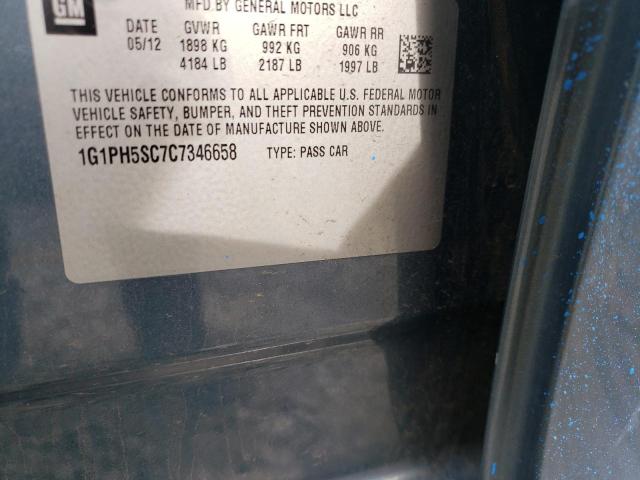 GM
MFD BY GENERAL MOTORS LLC
DATE GVWR GAWR FRT GAWR RR
05/12 1898 KG 992 KG 906 KG
4184 LB 2187 LB 1997 LB
THIS VEHICLE CONFORMS TO ALL APPLICABLE U.S. FEDERAL MOTOR
VEHICLE SAFETY, BUMPER, AND THEFT PREVENTION STANDARDS IN
EFFECT ON THE DATE OF MANUFACTURE SHOWN ABOVE.
1G1PH5SC7C7346658 TYPE: PASS CAR